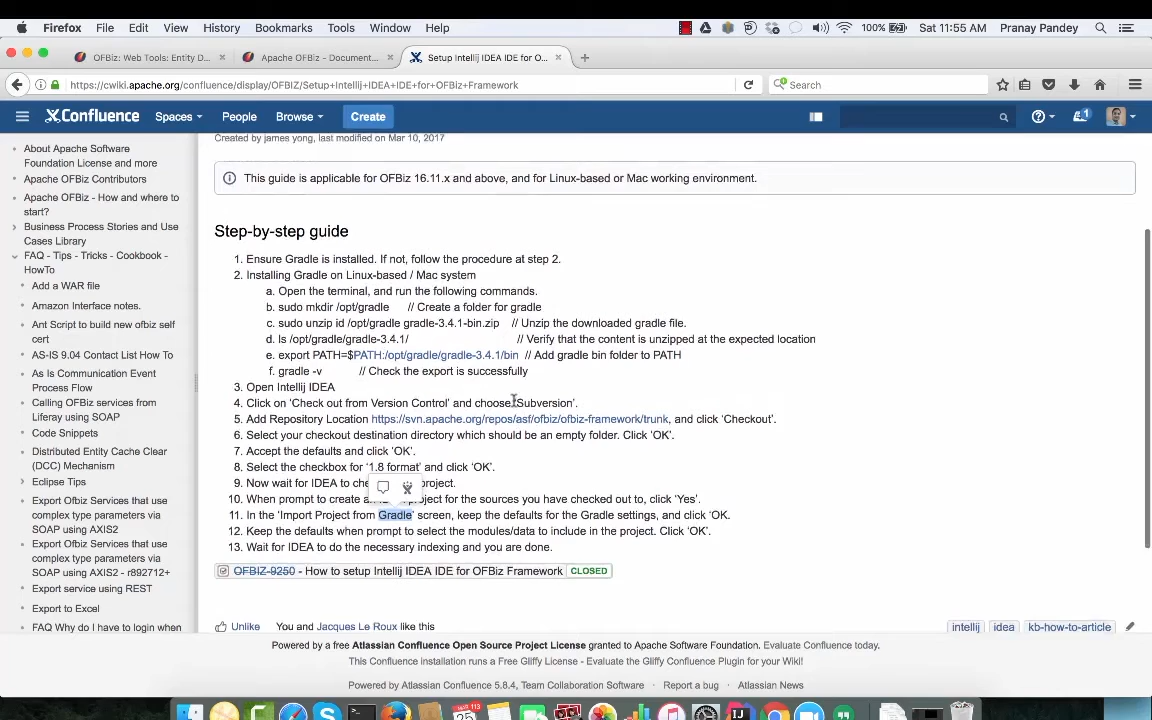 Firefox File Edit View History Bookmarks Tools Window Help 100% Sat 11:55 AM Pranay Pandey
OFBiz: Web Tools: Entity D...
Apache OFBiz - Document...
Setup Intellij IDEA IDE for O...
https://cwiki.apache.org/confluence/display/OFBIZ/Setup+Intellij+IDEA+IDE+for+OFBiz+Framework
Search
Confluence Spaces People Browse Create 1
About Apache Software Foundation License and more
Apache OFBiz Contributors
Apache OFBiz - How and where to start?
Business Process Stories and Use Cases Library
FAQ - Tips - Tricks - Cookbook - HowTo
Add a WAR file
Amazon Interface notes.
Ant Script to build new ofbiz self cert
AS-IS 9.04 Contact List How To
As Is Communication Event Process Flow
Calling OFBiz services from Liferay using SOAP
Code Snippets
Distributed Entity Cache Clear (DCC) Mechanism
Eclipse Tips
Export Ofbiz Services that use complex type parameters via SOAP using AXIS2
Export Ofbiz Services that use complex type parameters via SOAP using AXIS2 - r892712+
Export service using REST
Export to Excel
FAQ Why do I have to login when
Created by james yong, last modified on Mar 10, 2017
This guide is applicable for OFBiz 16.11.x and above, and for Linux-based or Mac working environment.
Step-by-step guide
1. Ensure Gradle is installed. If not, follow the procedure at step 2.
2. Installing Gradle on Linux-based / Mac system
a. Open the terminal, and run the following commands.
b. sudo mkdir /opt/gradle // Create a folder for gradle
c. sudo unzip id /opt/gradle gradle-3.4.1-bin.zip // Unzip the downloaded gradle file.
d. ls /opt/gradle/gradle-3.4.1/ // Verify that the content is unzipped at the expected location
e. export PATH=$PATH:/opt/gradle/gradle-3.4.1/bin // Add gradle bin folder to PATH
f. gradle -v // Check the export is successfully
3. Open Intellij IDEA
4. Click on 'Check out from Version Control' and choose 'Subversion'.
5. Add Repository Location https://svn.apache.org/repos/asf/ofbiz/ofbiz-framework/trunk, and click 'Checkout'.
6. Select your checkout destination directory which should be an empty folder. Click 'OK'.
7. Accept the defaults and click 'OK'.
8. Select the checkbox for '1.8 format' and click 'OK'.
9. Now wait for IDEA to che project.
10. When prompt to create a project for the sources you have checked out to, click 'Yes'.
11. In the 'Import Project from Gradle' screen, keep the defaults for the Gradle settings, and click 'OK.
12. Keep the defaults when prompt to select the modules/data to include in the project. Click 'OK'.
13. Wait for IDEA to do the necessary indexing and you are done.
OFBIZ-9250 - How to setup Intellij IDEA IDE for OFBiz Framework CLOSED
Unlike You and Jacques Le Roux like this
intellij idea kb-how-to-article
Powered by a free Atlassian Confluence Open Source Project License granted to Apache Software Foundation. Evaluate Confluence today.
This Confluence installation runs a Free Gliffy License - Evaluate the Gliffy Confluence Plugin for your Wiki!
Powered by Atlassian Confluence 5.8.4, Team Collaboration Software · Report a bug · Atlassian News